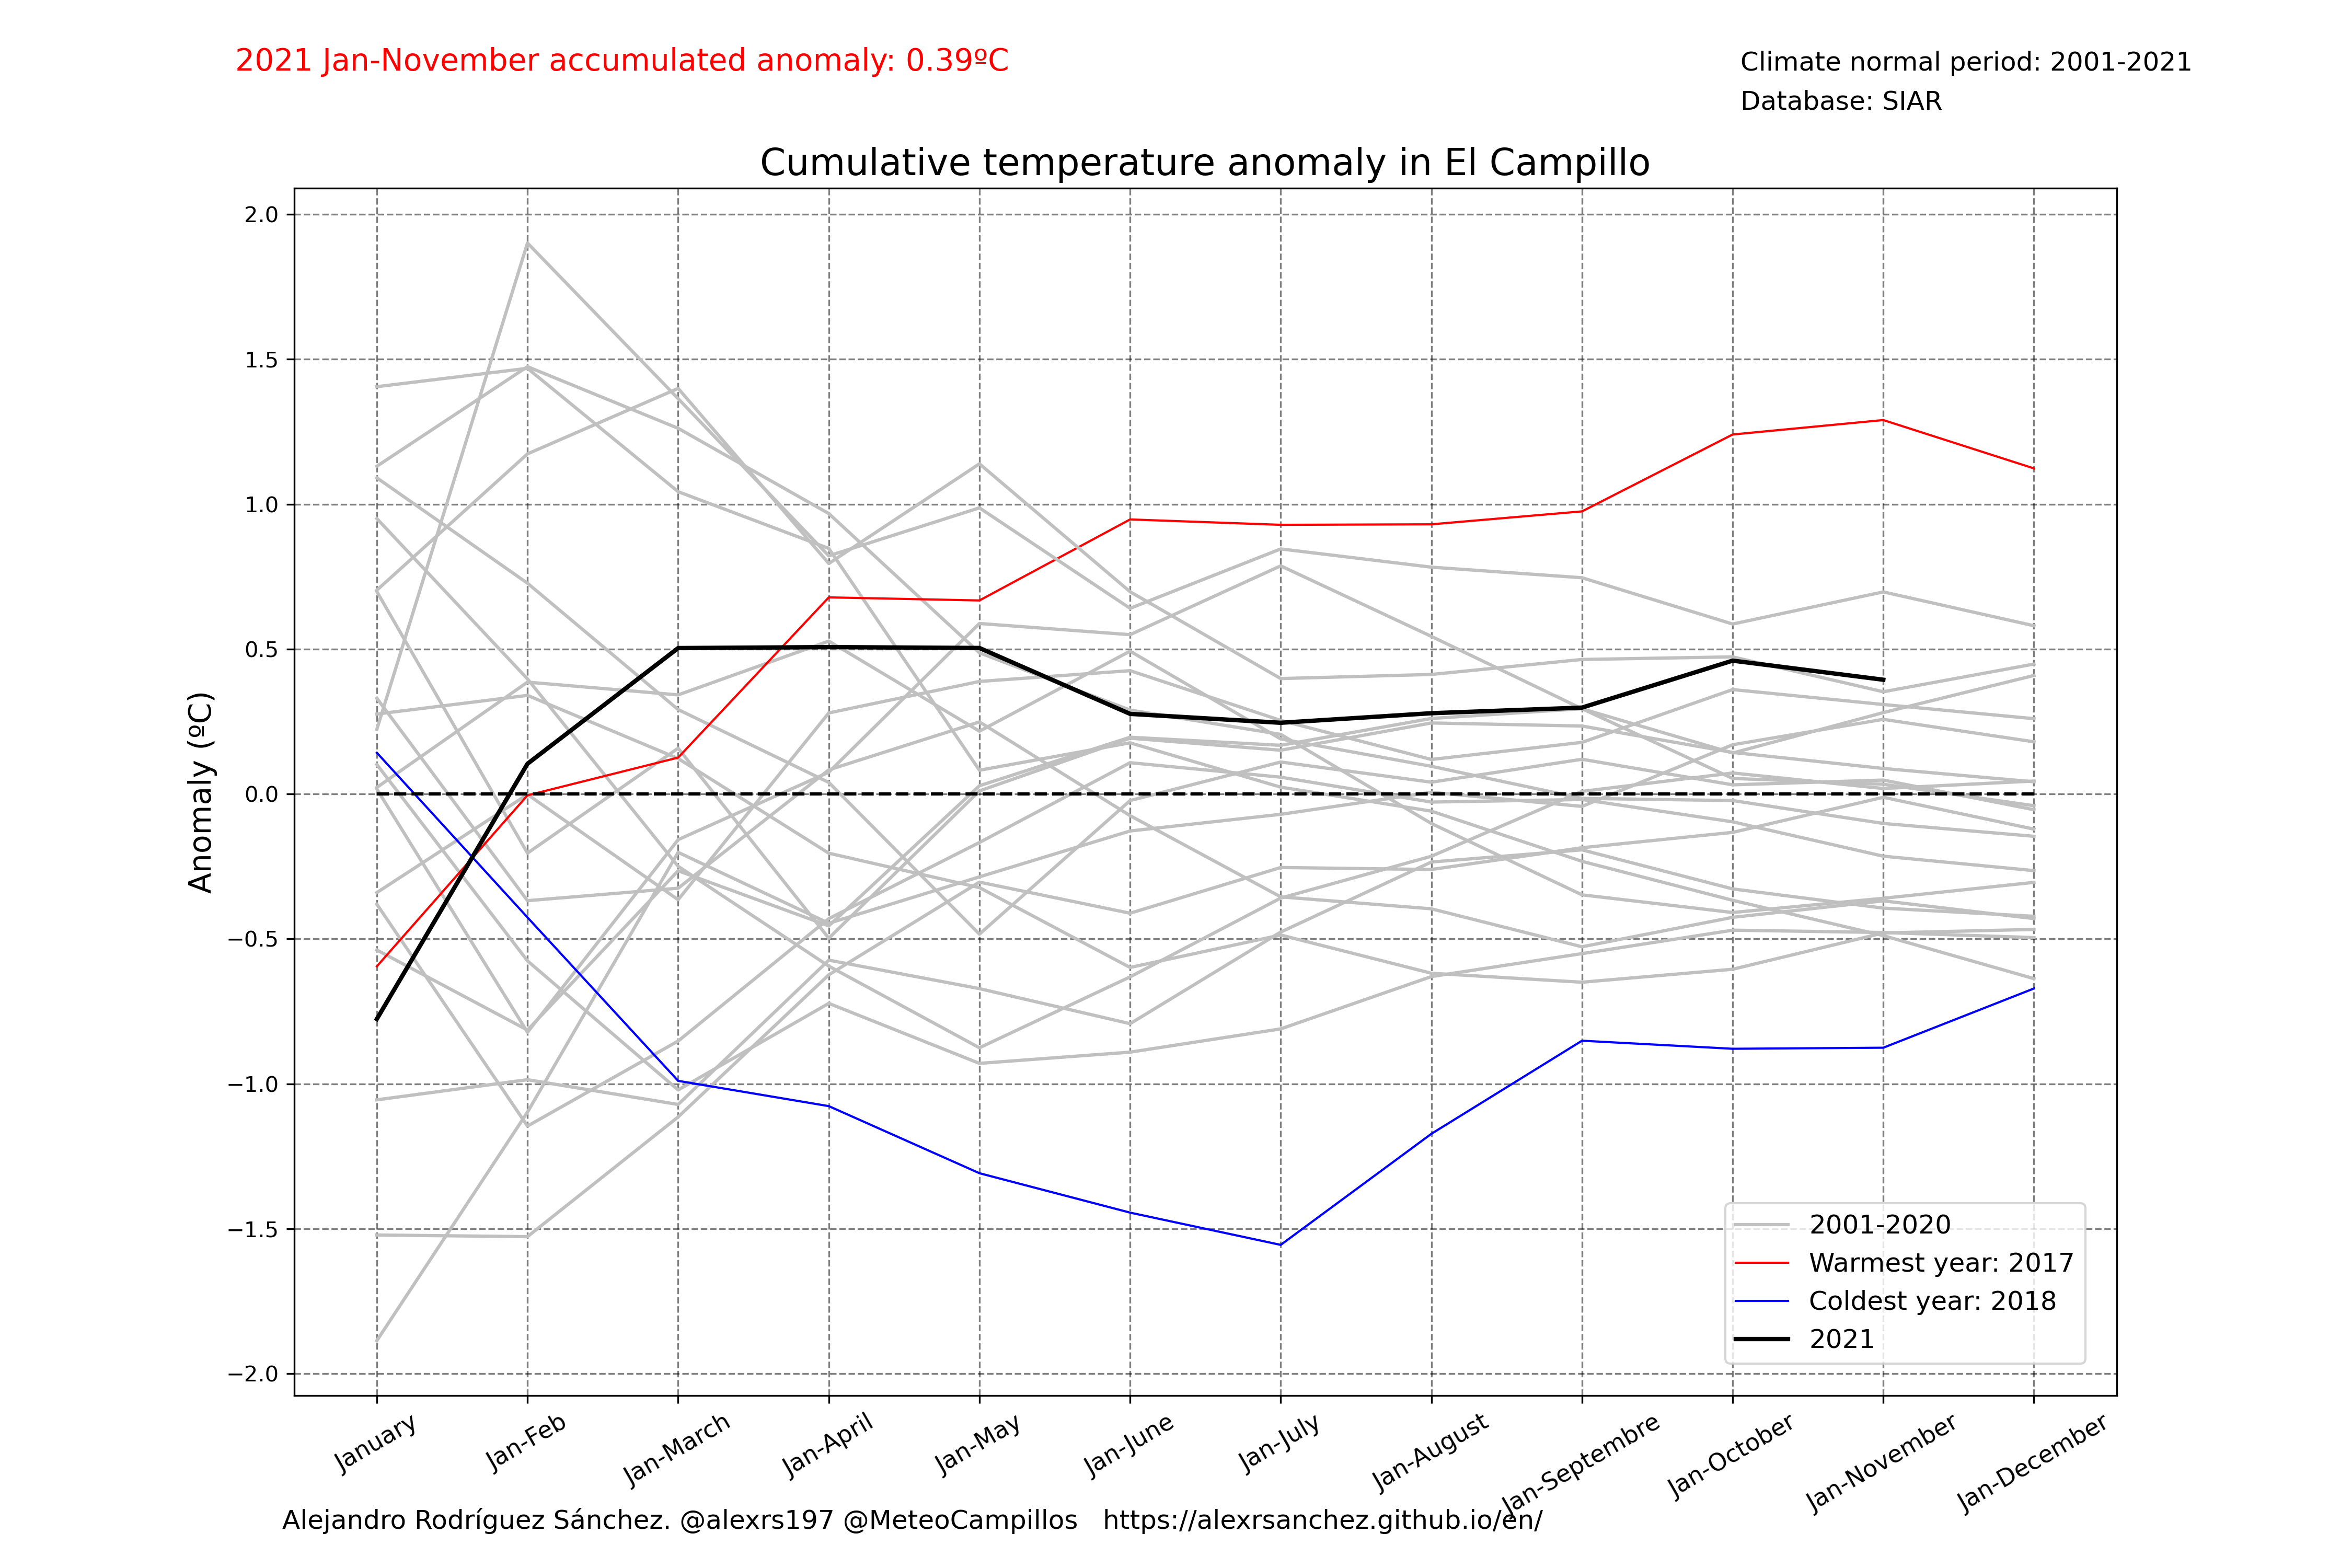 2021 Jan-November accumulated anomaly: 0.39ºC
Climate normal period: 2001-2021
Database: SIAR
Cumulative temperature anomaly in El Campillo
Anomaly (ºC)
2.0
1.5
1.0
0.5
0.0
−0.5
−1.0
−1.5
−2.0
2001-2020
Warmest year: 2017
Coldest year: 2018
2021
January
Jan-Feb
Jan-March
Jan-April
Jan-May
Jan-June
Jan-July
Jan-August
Jan-Septembre
Jan-October
Jan-November
Jan-December
Alejandro Rodríguez Sánchez. @alexrs197 @MeteoCampillos https://alexrsanchez.github.io/en/